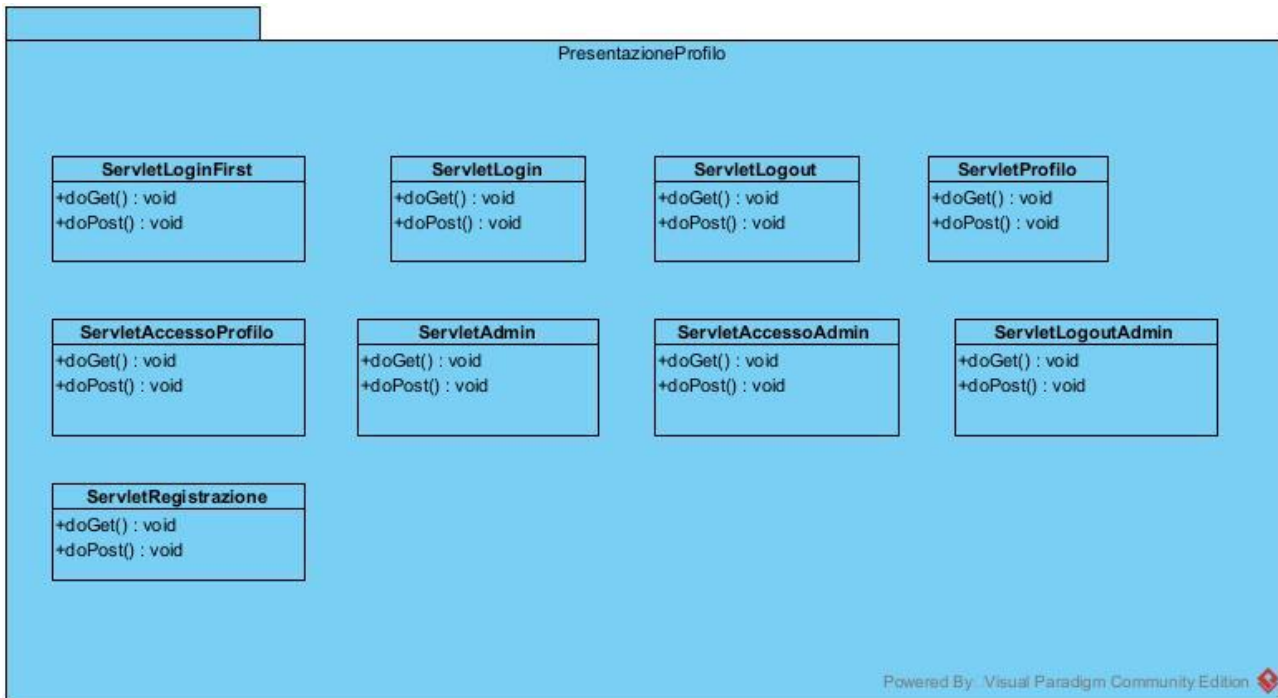 PresentazioneProfilo
ServletLoginFirst
+doGet() : void
+doPost() : void
ServletLogin
+doGet() : void
+doPost() : void
ServletLogout
+doGet() : void
+doPost() : void
ServletProfilo
+doGet() : void
+doPost() : void
ServletAccessoProfilo
+doGet() : void
+doPost() : void
ServletAdmin
+doGet() : void
+doPost() : void
ServletAccessoAdmin
+doGet() : void
+doPost() : void
ServletLogoutAdmin
+doGet() : void
+doPost() : void
ServletRegistrazione
+doGet() : void
+doPost() : void
Powered By Visual Paradigm Community Edition